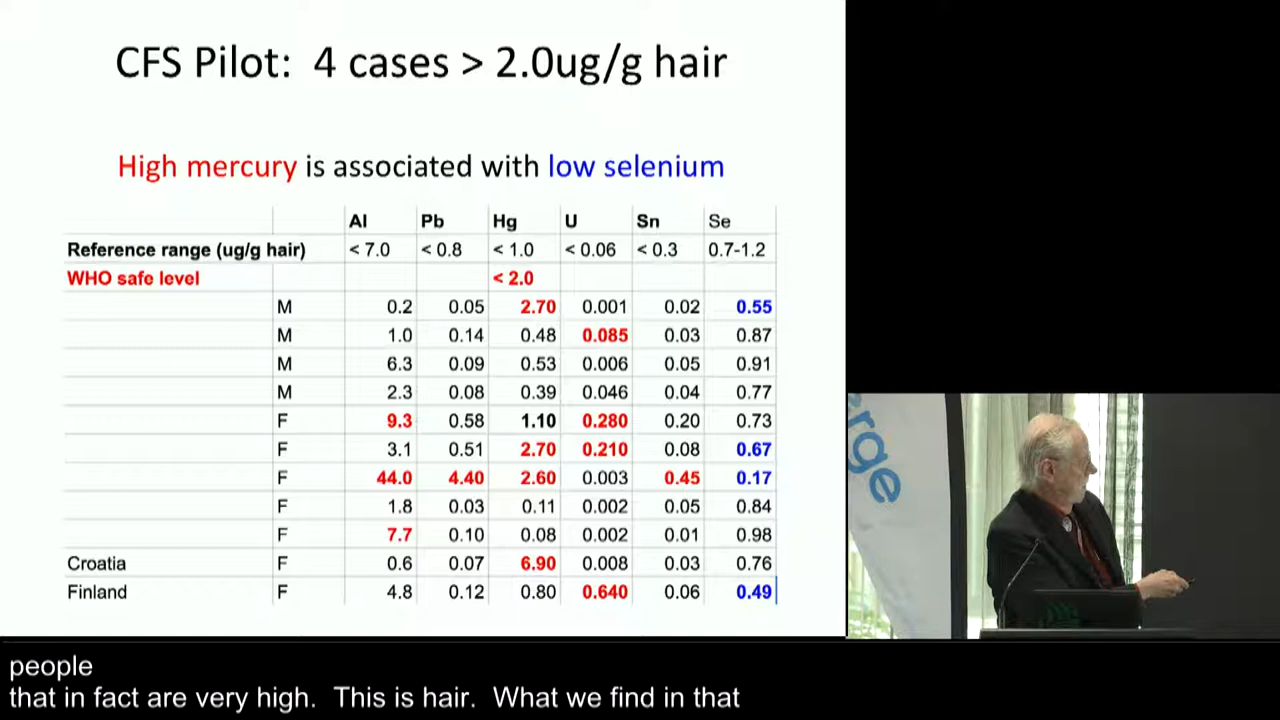 CFS Pilot: 4 cases > 2.0ug/g hair
High mercury is associated with low selenium
Al Pb Hg U Sn Se
Reference range (ug/g hair) < 7.0 < 0.8 < 1.0 < 0.06 < 0.3 0.7-1.2
WHO safe level < 2.0
M 0.2 0.05 2.70 0.001 0.02 0.55
M 1.0 0.14 0.48 0.085 0.03 0.87
M 6.3 0.09 0.53 0.006 0.05 0.91
M 2.3 0.08 0.39 0.046 0.04 0.77
F 9.3 0.58 1.10 0.280 0.20 0.73
F 3.1 0.51 2.70 0.210 0.08 0.67
F 44.0 4.40 2.60 0.003 0.45 0.17
F 1.8 0.03 0.11 0.002 0.05 0.84
F 7.7 0.10 0.08 0.002 0.01 0.98
Croatia F 0.6 0.07 6.90 0.008 0.03 0.76
Finland F 4.8 0.12 0.80 0.640 0.06 0.49
erge
people
that in fact are very high. This is hair. What we find in that